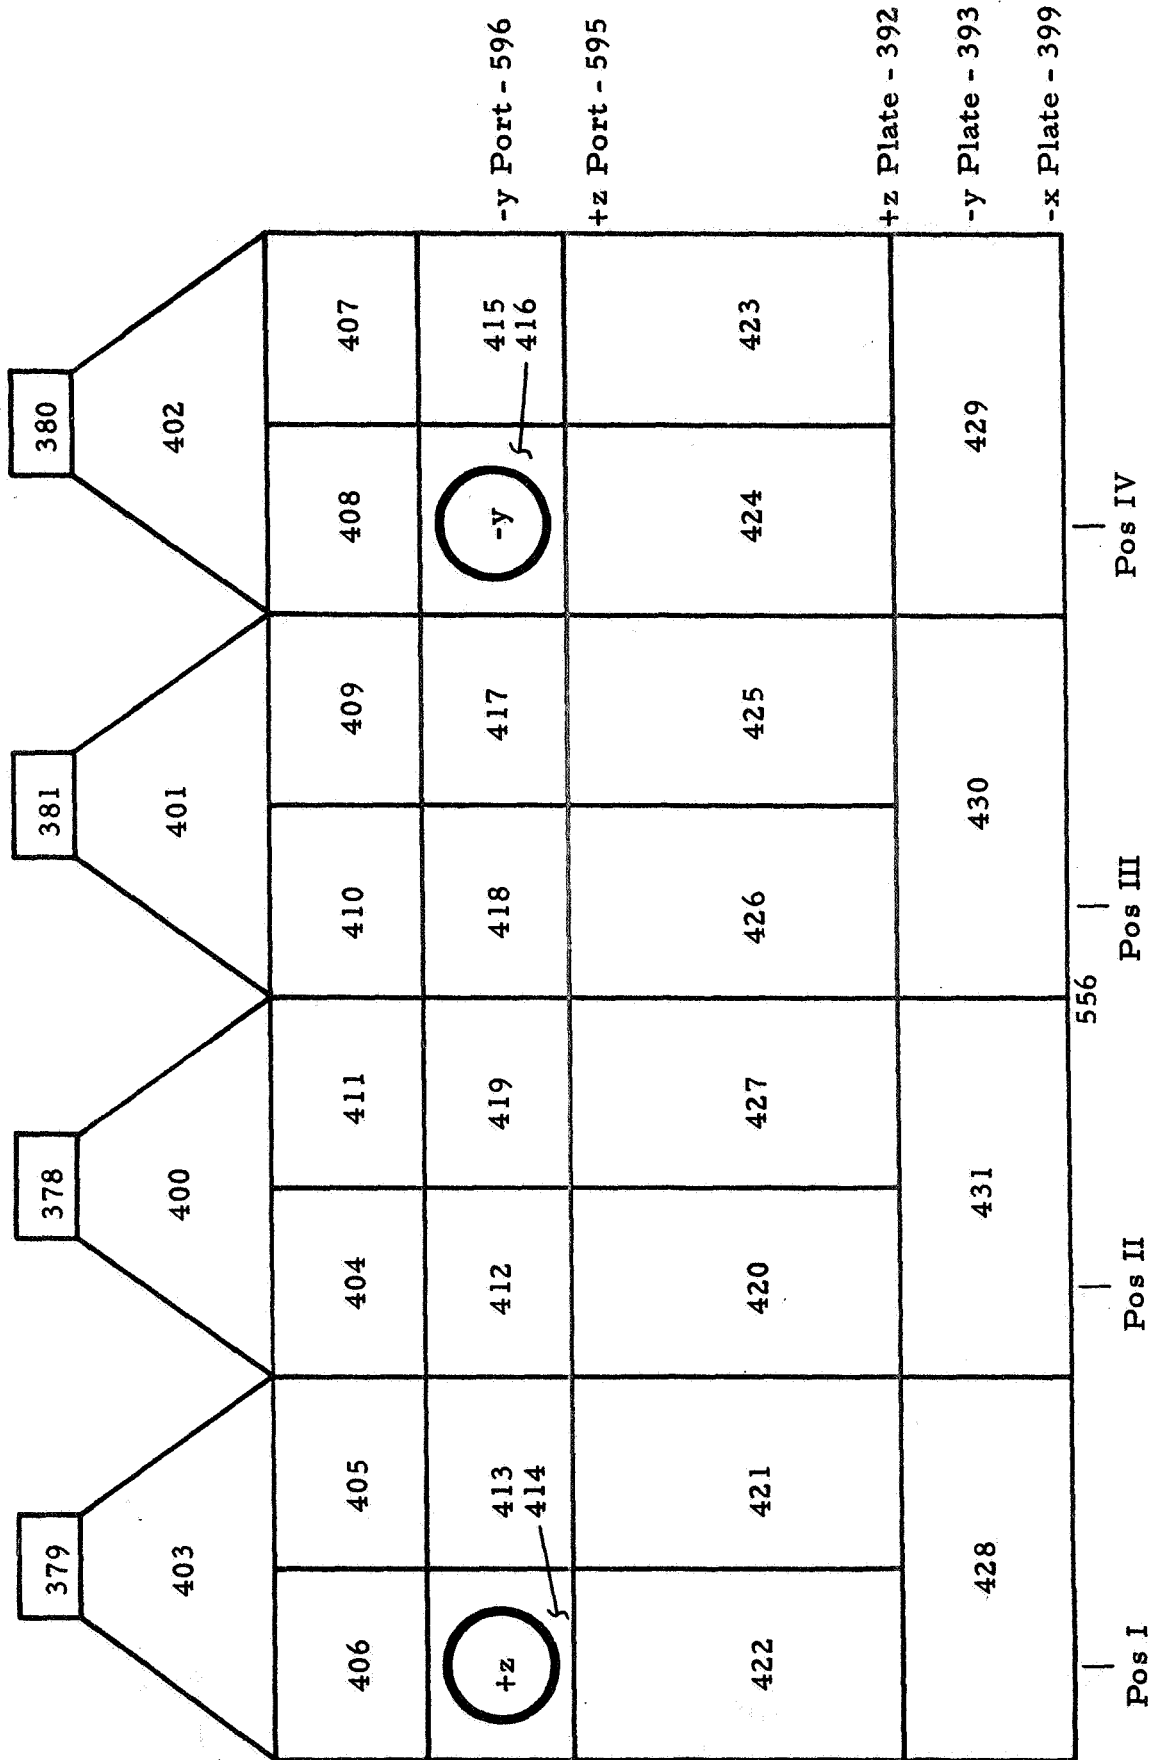 379 378 381 380
403 400 401 402
406 405 404 411 410 409 408 407
+z 413 412 419 418 417 -y 415 -y Port - 596
414 416
+z Port - 595
422 421 420 427 426 425 424 423
+z Plate - 392
428 431 430 429 -y Plate - 393
-x Plate - 399
556
Pos I Pos II Pos III Pos IV